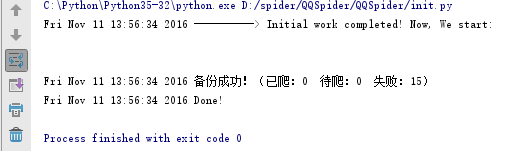 C:\Python\Python35-32\python.exe D:/spider/QQSpider/QQSpider/init.py
Fri Nov 11 13:56:34 2016 ----------> Initial work completed! Now, We start:
Fri Nov 11 13:56:34 2016 备份成功！（已爬：0 待爬：0 失败：15）
Fri Nov 11 13:56:34 2016 Done!
Process finished with exit code 0